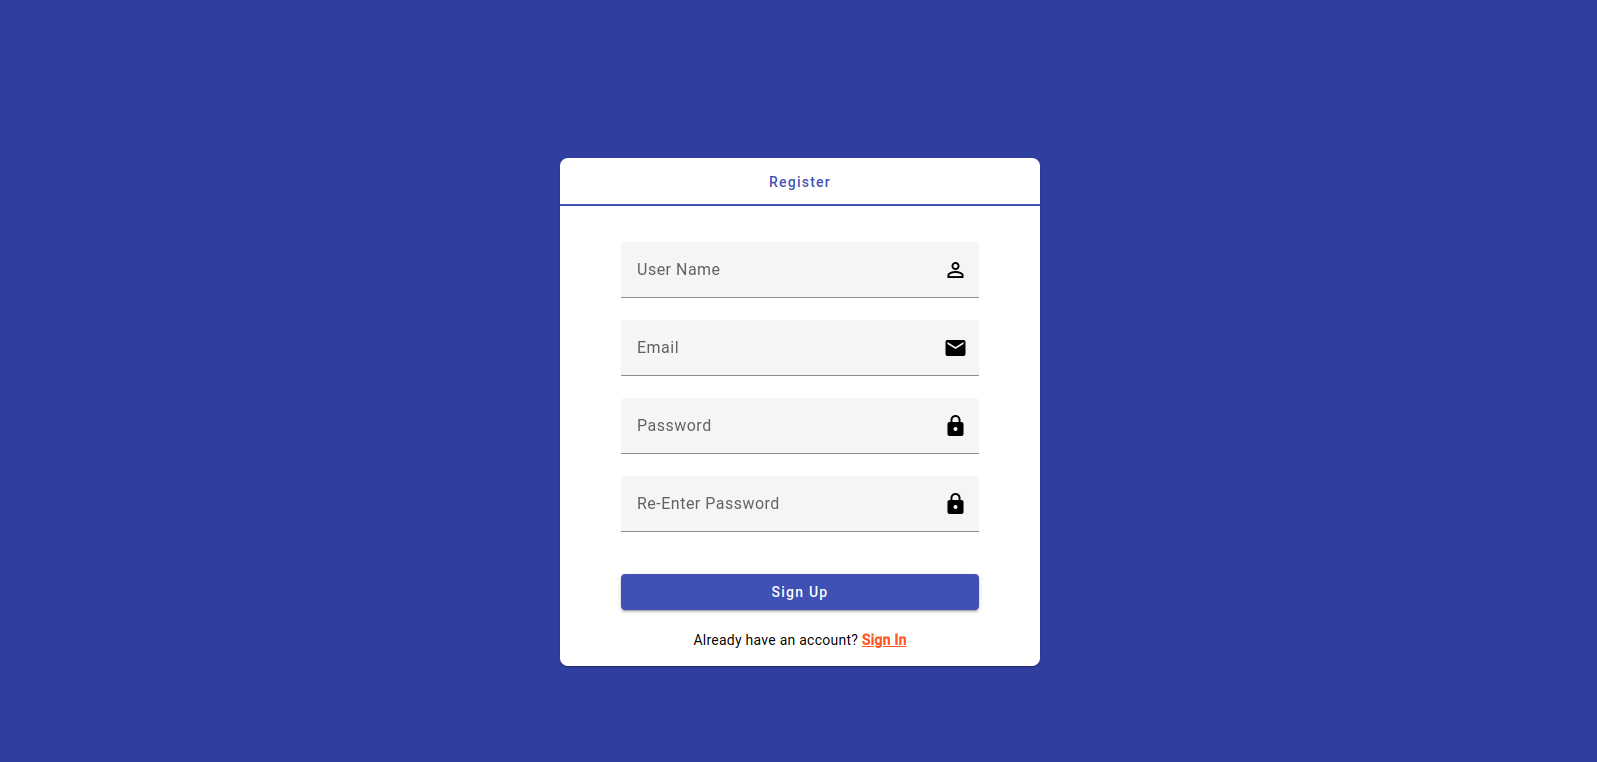 Register
User Name
Email
Password
Re-Enter Password
Sign Up
Already have an account? Sign In